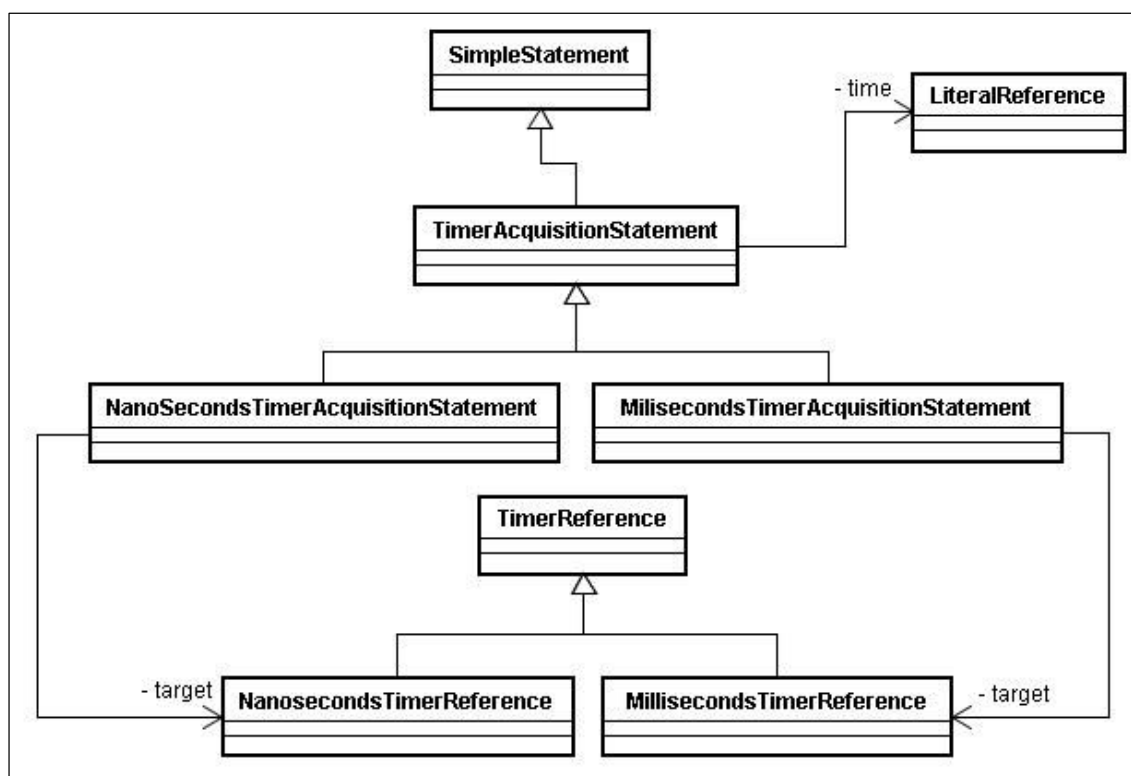 SimpleStatement
- time
LiteralReference
TimerAcquisitionStatement
NanoSecondsTimerAcquisitionStatement
MilisecondsTimerAcquisitionStatement
TimerReference
- target
NanosecondsTimerReference
MillisecondsTimerReference
- target